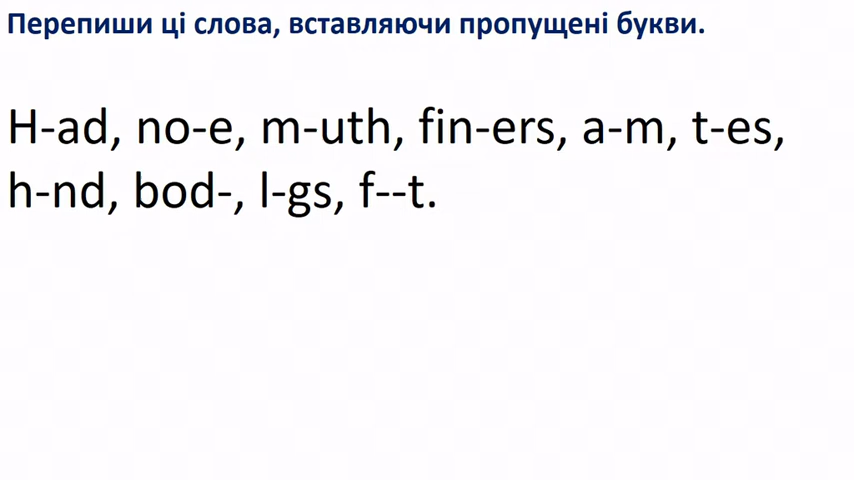 Перепиши ці слова, вставляючи пропущені букви.
H-ad, no-e, m-uth, fin-ers, a-m, t-es,
h-nd, bod-, l-gs, f--t.